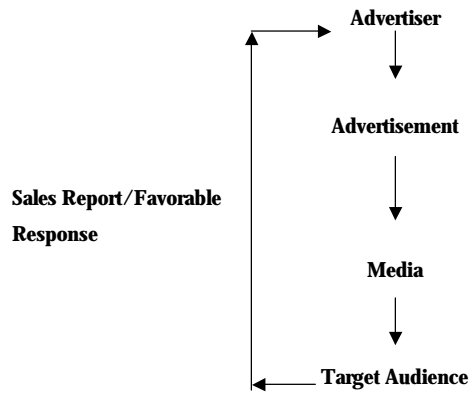 Advertiser
Advertisement
Sales Report/Favorable
Response
Media
Target Audience